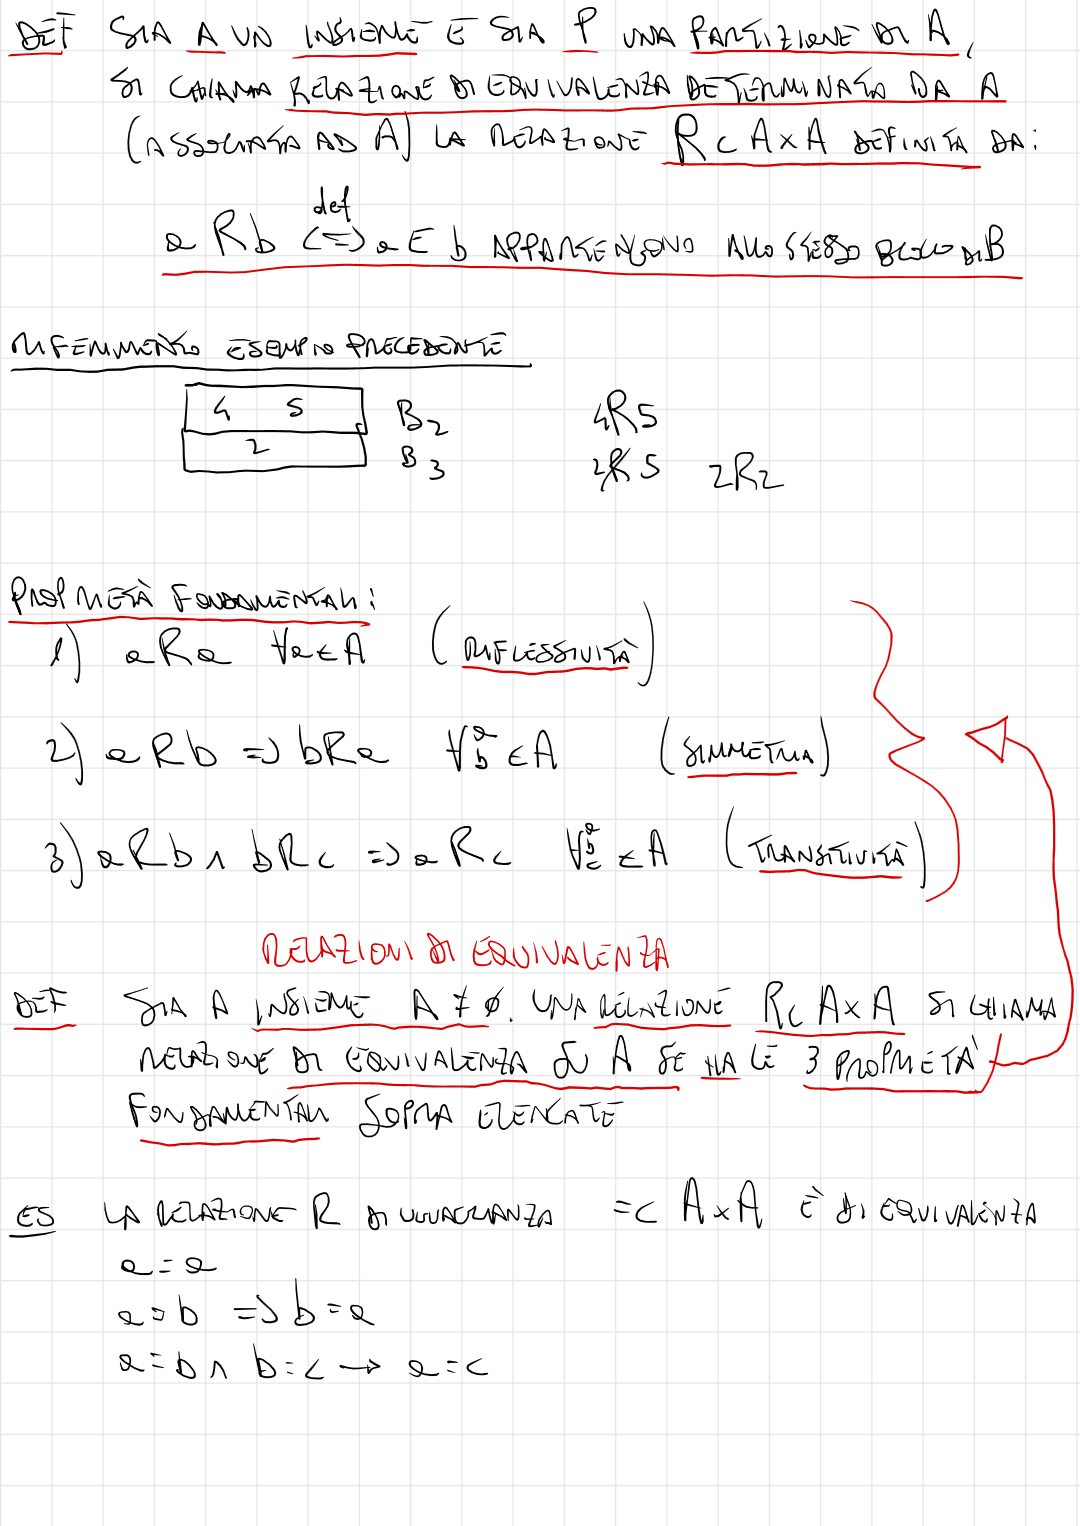 DEF SIA A UN INSIEME E SIA P UNA PARTIZIONE DI A,
SI CHIAMA RELAZIONE DI EQUIVALENZA DETERMINATA DA A
(ASSOCIATA AD A) LA RELAZIONE R ⊂ A×A DEFINITA DA:
def
a R b <=> a E b APPARTENGONO ALLO STESSO BLOCCO DI B
RIFERIMENTO ESEMPIO PRECEDENTE
4 5 B₂ 4R5
2 B₃ 2R̸5 2R2
PROPRIETÀ FONDAMENTALI:
1) aRa ∀a∈A (RIFLESSIVITÀ)
2) aRb => bRa ∀a b ∈A (SIMMETRIA)
3) aRb ∧ bRc => aRc ∀a b c ∈A (TRANSITIVITÀ)
RELAZIONI DI EQUIVALENZA
DEF SIA A INSIEME A ≠ ∅. UNA RELAZIONE R⊂ A×A SI CHIAMA
RELAZIONE DI EQUIVALENZA SU A SE HA LE 3 PROPRIETÀ
FONDAMENTALI SOPRA ELENCATE
ES LA RELAZIONE R DI UGUAGLIANZA =⊂ A×A È DI EQUIVALENZA
a=a
a=b => b=a
a=b ∧ b=c → a=c